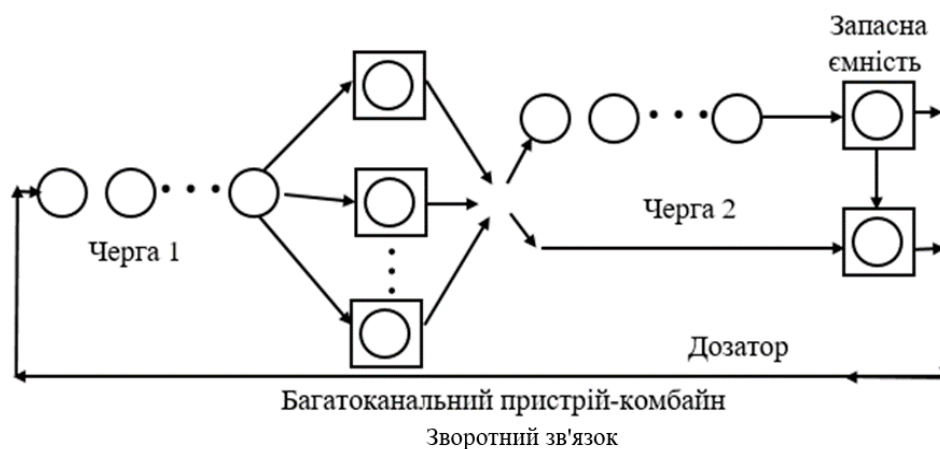 Запасна
ємність
Черга 1
Черга 2
Дозатор
Багатоканальний пристрій-комбайн
Зворотний зв'язок